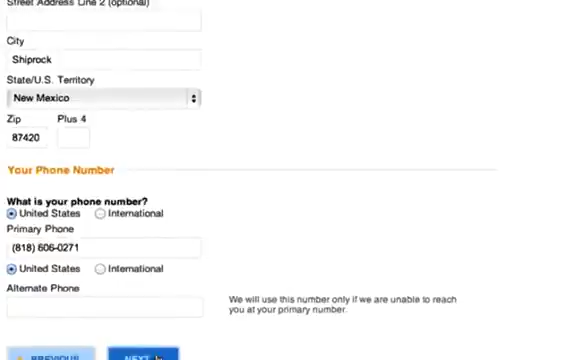 Street Address Line 2 (optional)
City
Shiprock
State/U.S. Territory
New Mexico
Zip Plus 4
87420
Your Phone Number
What is your phone number?
United States International
Primary Phone
(818) 606-0271
United States International
Alternate Phone
We will use this number only if we are unable to reach
you at your primary number.
PREVIOUS NEXT